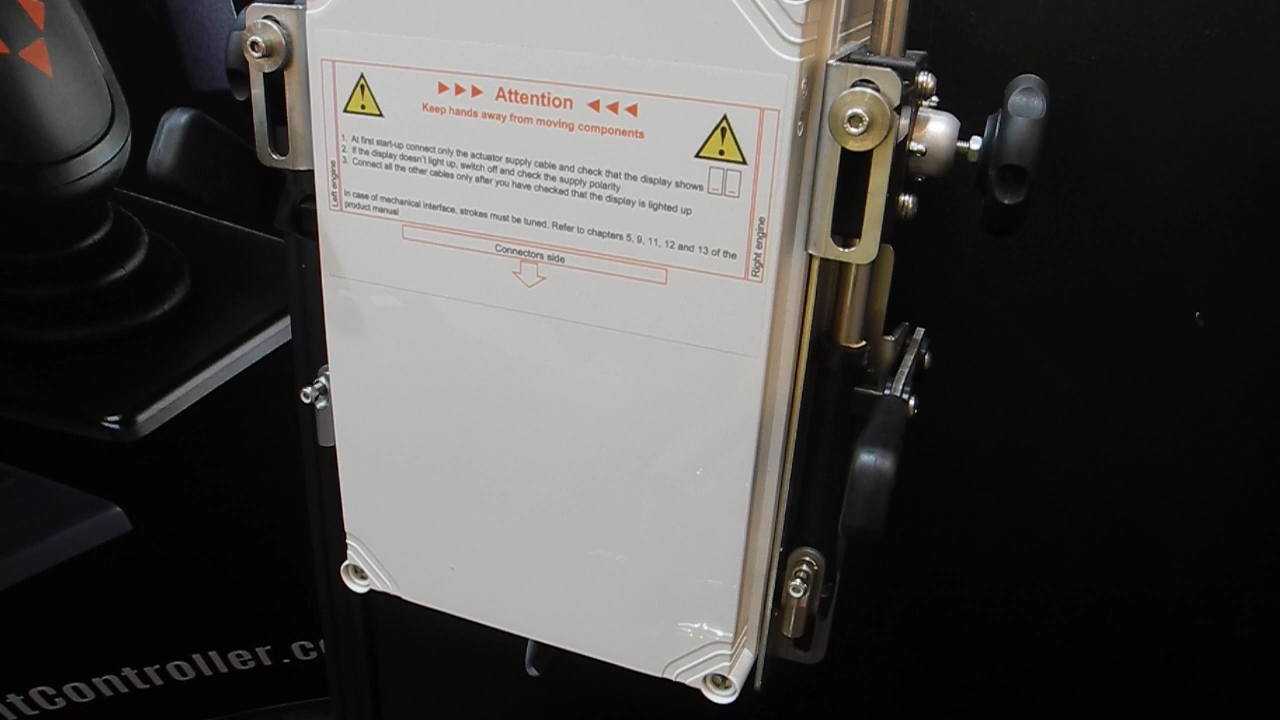 Attention
Keep hands away from moving components
1. At first start-up connect only the actuator supply cable and check that the display shows
2. If the display doesn't light up, switch off and check the supply polarity
3. Connect all the other cables only after you have checked that the display is lighted up
In case of mechanical interface, strokes must be tuned. Refer to chapters 5, 9, 11, 12 and 13 of the
product manual
Left engine
Right engine
Connectors side
tController.c